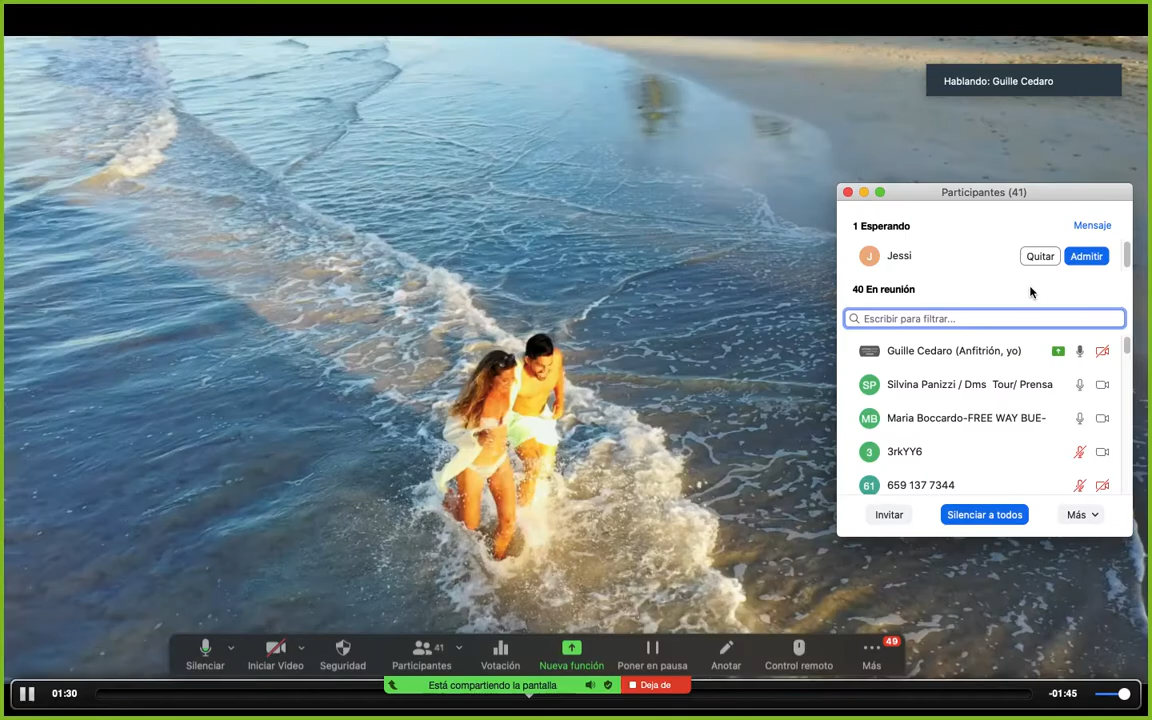 Hablando: Guille Cedaro
Participantes (41)
1 Esperando
Mensaje
J
Jessi
Quitar
Admitir
40 En reunión
Escribir para filtrar...
Guille Cedaro (Anfitrión, yo)
SP
Silvina Panizzi / Dms Tour/ Prensa
MB
Maria Boccardo-FREE WAY BUE-
3
3rkYY6
61
659 137 7344
Invitar
Silenciar a todos
Más
41
49
Silenciar
Iniciar Video
Seguridad
Participantes
Votación
Nueva función
Poner en pausa
Anotar
Control remoto
Más
Está compartiendo la pantalla
Deja de
01:30
-01:45